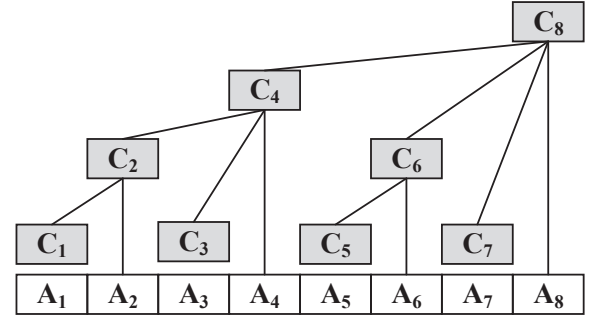 C₈
C₄
C₂ C₆
C₁ C₃ C₅ C₇
A₁ A₂ A₃ A₄ A₅ A₆ A₇ A₈